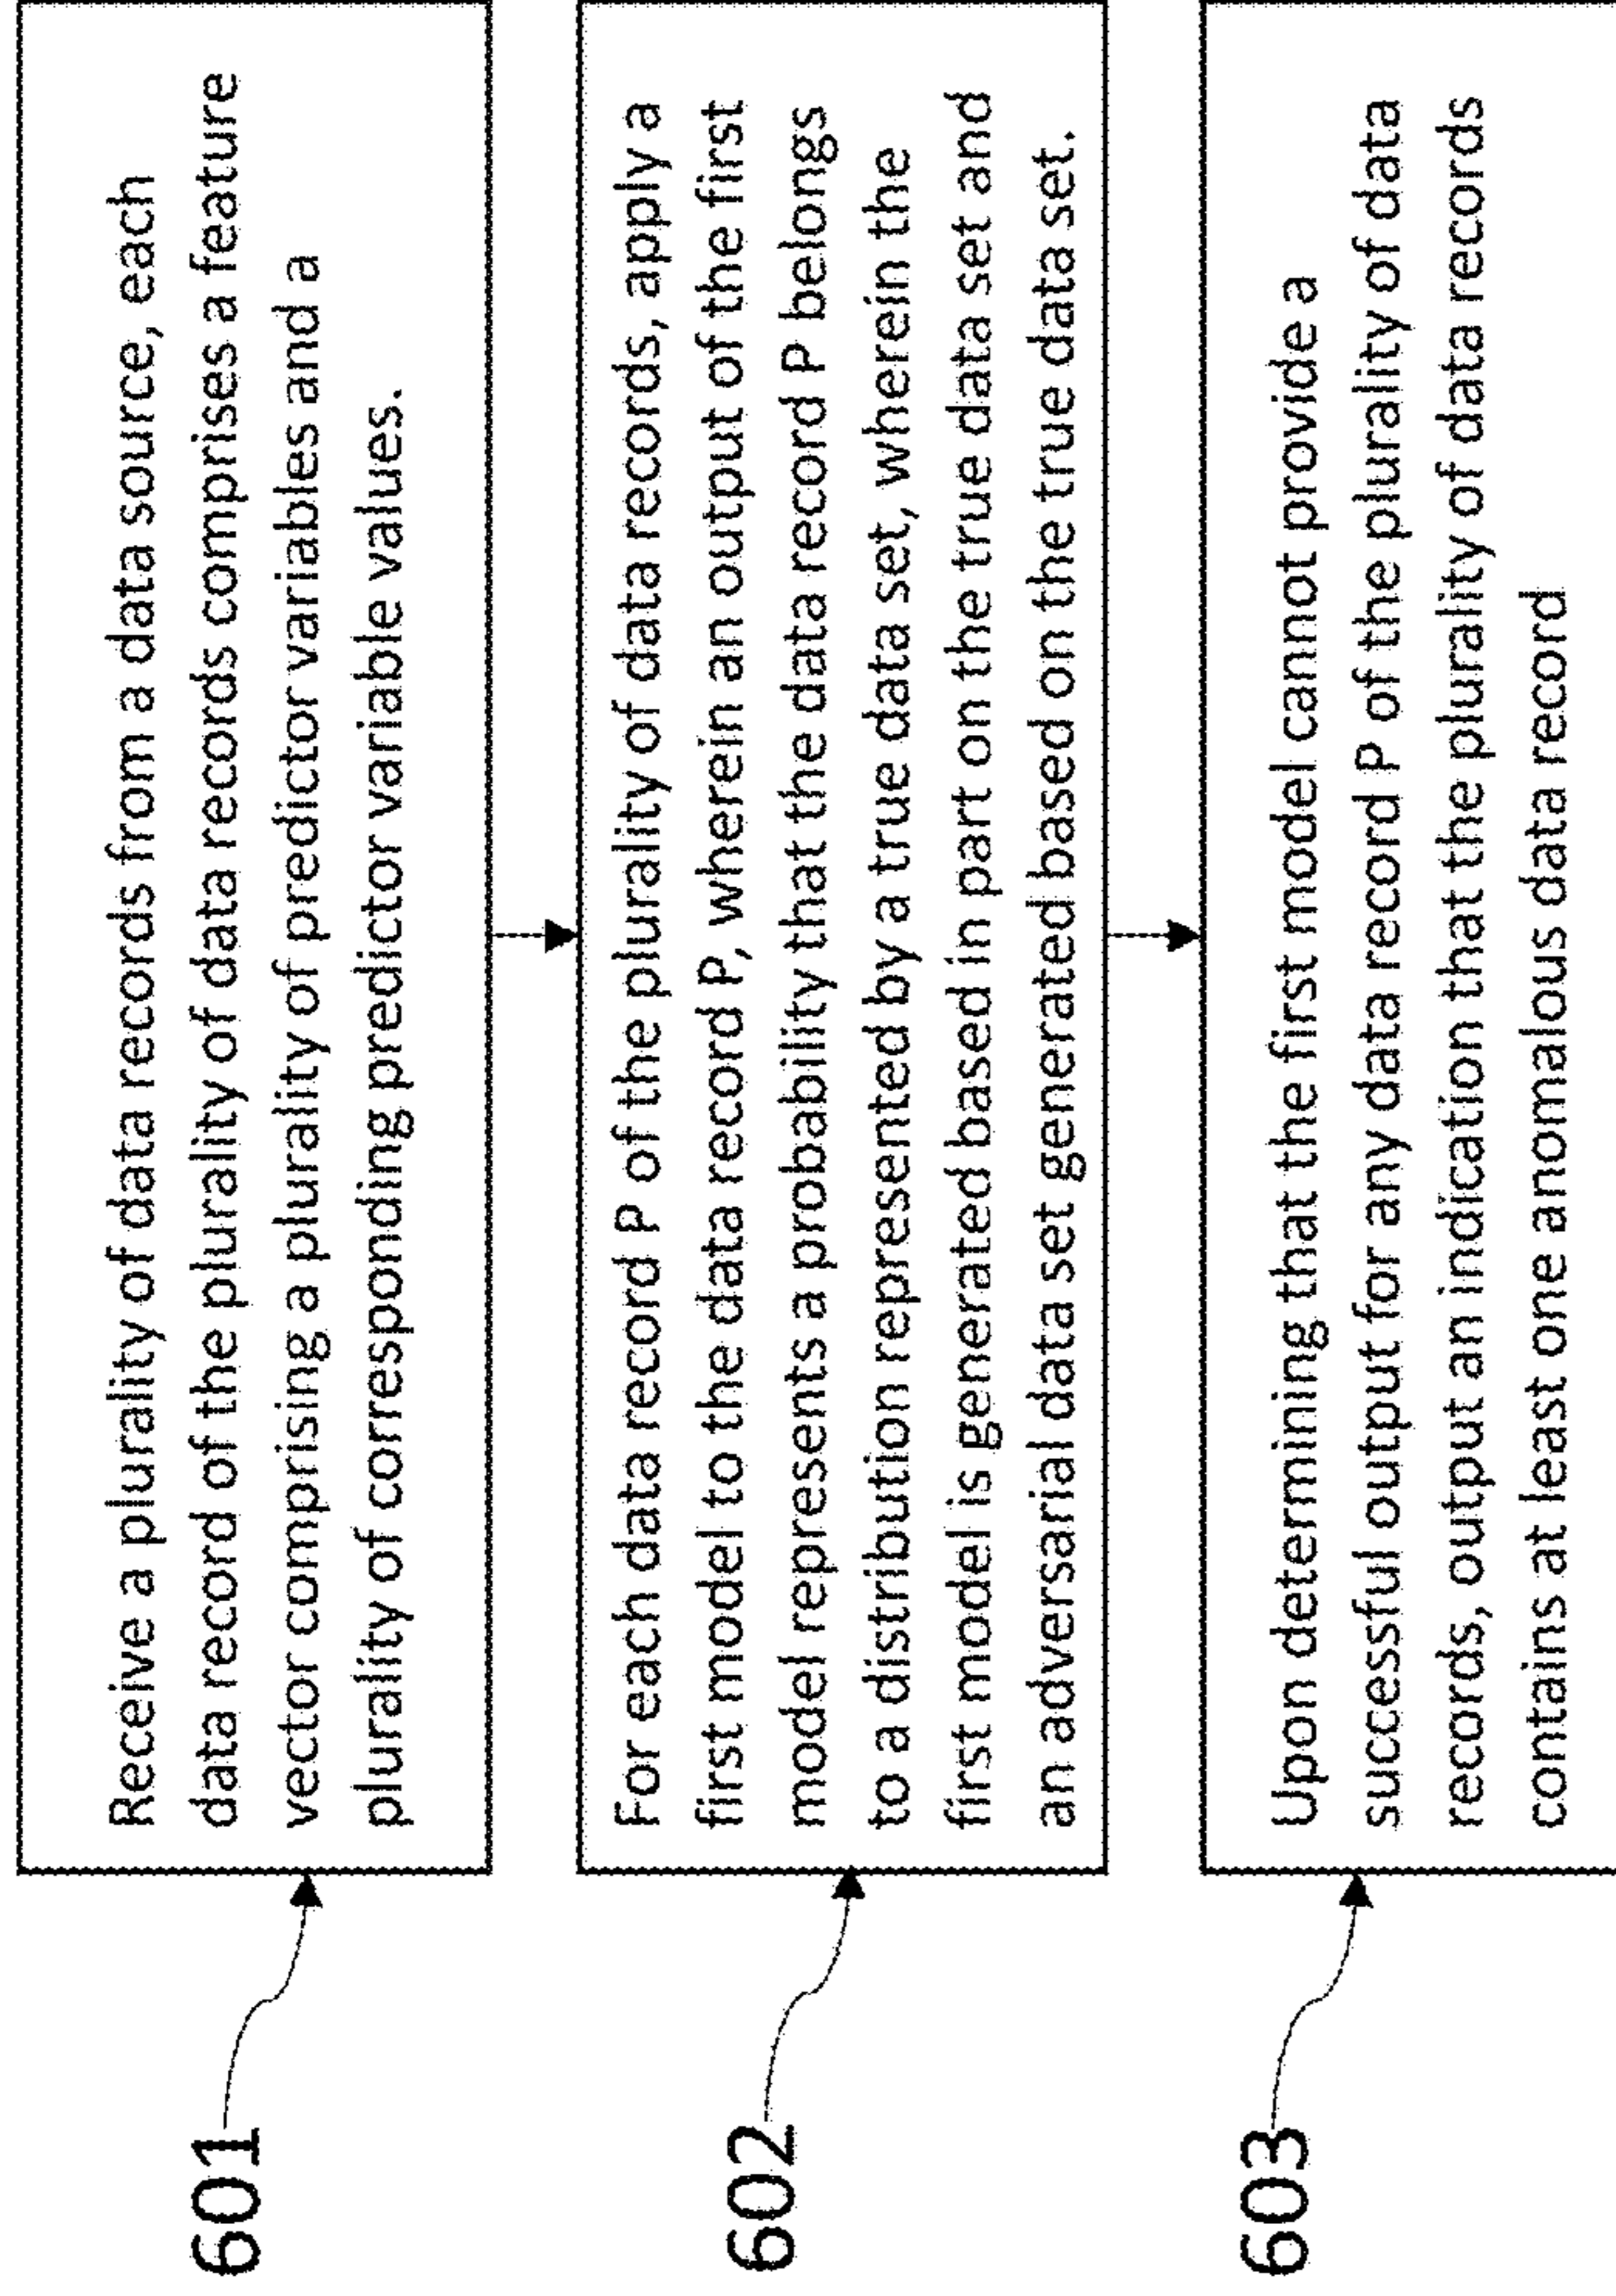 601
Receive a plurality of data records from a data source, each
data record of the plurality of data records comprises a feature
vector comprising a plurality of predictor variables and a
plurality of corresponding predictor variable values.
602
For each data record P of the plurality of data records, apply a
first model to the data record P, wherein an output of the first
model represents a probability that the data record P belongs
to a distribution represented by a true data set, wherein the
first model is generated based in part on the true data set and
an adversarial data set generated based on the true data set.
603
Upon determining that the first model cannot provide a
successful output for any data record P of the plurality of data
records, output an indication that the plurality of data records
contains at least one anomalous data record